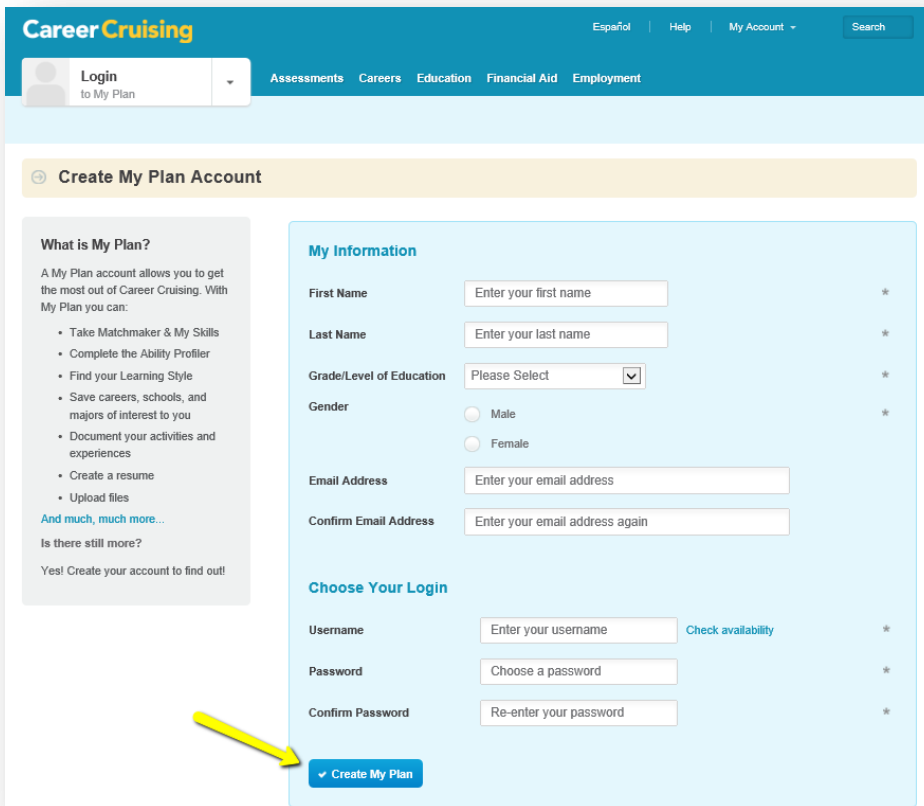 CareerCruising
Español | Help | My Account
Search
Login
to My Plan
Assessments Careers Education Financial Aid Employment
Create My Plan Account
What is My Plan?
A My Plan account allows you to get
the most out of Career Cruising. With
My Plan you can:
• Take Matchmaker & My Skills
• Complete the Ability Profiler
• Find your Learning Style
• Save careers, schools, and
majors of interest to you
• Document your activities and
experiences
• Create a resume
• Upload files
And much, much more...
Is there still more?
Yes! Create your account to find out!
My Information
First Name Enter your first name *
Last Name Enter your last name *
Grade/Level of Education Please Select *
Gender Male *
Female
Email Address Enter your email address
Confirm Email Address Enter your email address again
Choose Your Login
Username Enter your username Check availability *
Password Choose a password *
Confirm Password Re-enter your password *
Create My Plan